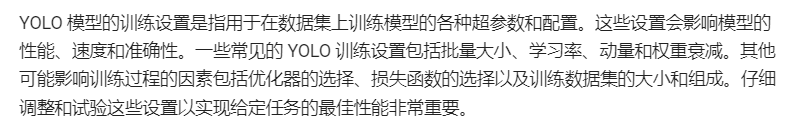 YOLO 模型的训练设置是指用于在数据集上训练模型的各种超参数和配置。这些设置会影响模型的
性能、速度和准确性。一些常见的 YOLO 训练设置包括批量大小、学习率、动量和权重衰减。其他
可能影响训练过程的因素包括优化器的选择、损失函数的选择以及训练数据集的大小和组成。仔细
调整和试验这些设置以实现给定任务的最佳性能非常重要。